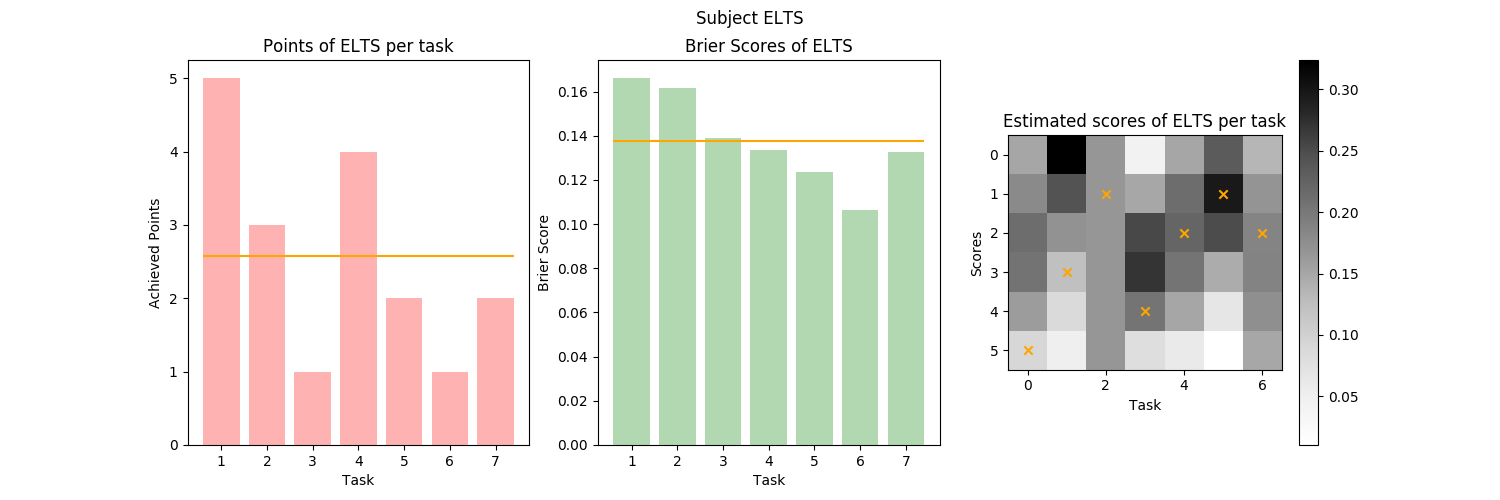 Subject ELTS
Points of ELTS per task
Achieved Points
5
4
3
2
1
0
1 2 3 4 5 6 7
Task
Brier Scores of ELTS
Brier Score
0.16
0.14
0.12
0.10
0.08
0.06
0.04
0.02
0.00
1 2 3 4 5 6 7
Task
Estimated scores of ELTS per task
Scores
0
1
2
3
4
5
0 2 4 6
Task
0.30
0.25
0.20
0.15
0.10
0.05